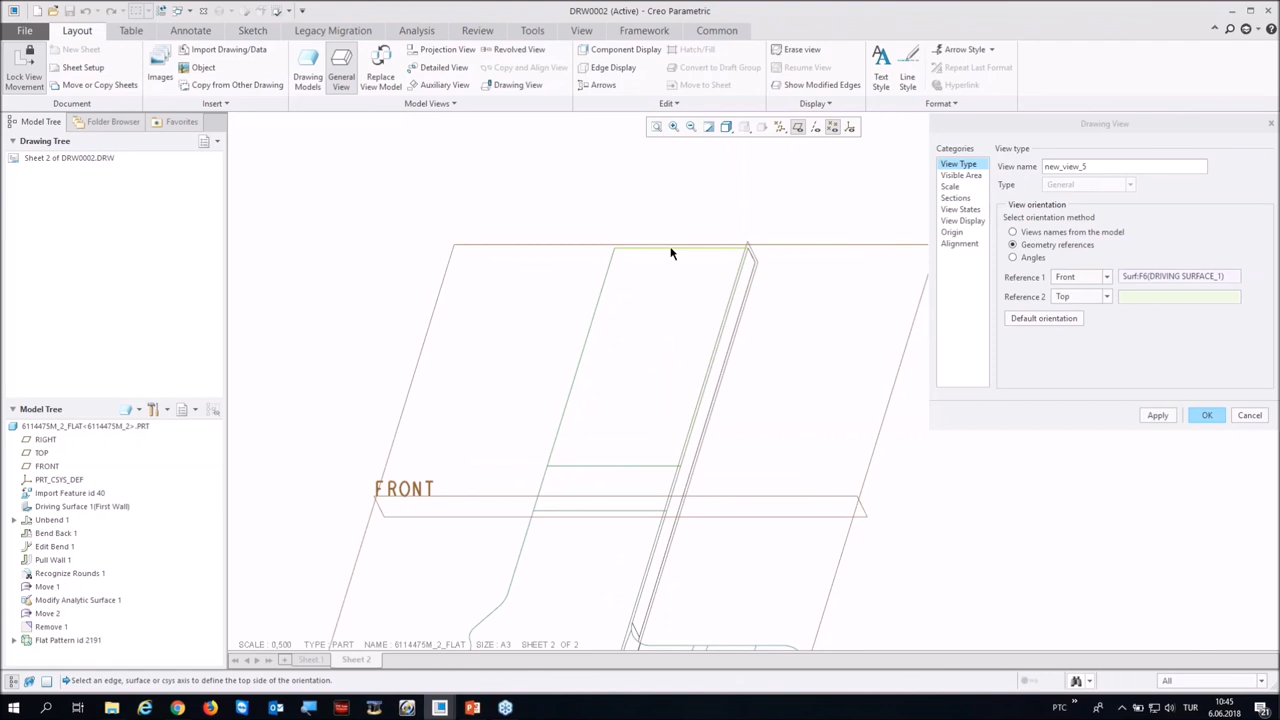 DRW0002 (Active) - Creo Parametric
File Layout Table Annotate Sketch Legacy Migration Analysis Review Tools View Framework Common
New Sheet Import Drawing/Data Projection View Revolved View Component Display Hatch/Fill Erase view Arrow Style
Lock View Movement Sheet Setup Images Object Drawing Models General View Replace View Model Detailed View Copy and Align View Edge Display Convert to Draft Group Resume View Text Style Line Style Repeat Last Format
Move or Copy Sheets Copy from Other Drawing Auxiliary View Drawing View Arrows Move to Sheet Show Modified Edges Hyperlink
Document Insert Model Views Edit Display Format
Model Tree Folder Browser Favorites
Drawing Tree
Sheet 2 of DRW0002.DRW
Model Tree
6114475M_2_FLAT<6114475M_2>.PRT
RIGHT
TOP
FRONT
PRT_CSYS_DEF
Import Feature id 40
Driving Surface 1(First Wall)
Unbend 1
Bend Back 1
Edit Bend 1
Pull Wall 1
Recognize Rounds 1
Move 1
Modify Analytic Surface 1
Move 2
Remove 1
Flat Pattern id 2191
FRONT
SCALE : 0,500 TYPE : PART NAME : 6114475M_2_FLAT SIZE : A3 SHEET 2 OF 2
Sheet 1 Sheet 2
Drawing View
Categories
View Type
Visible Area
Scale
Sections
View States
View Display
Origin
Alignment
View type
View name new_view_5
Type General
View orientation
Select orientation method
Views names from the model
Geometry references
Angles
Reference 1 Front Surf:F6(DRIVING SURFACE_1)
Reference 2 Top
Default orientation
Apply OK Cancel
Select an edge, surface or csys axis to define the top side of the orientation.
All
PTC TUR 10:45
6.06.2018 21